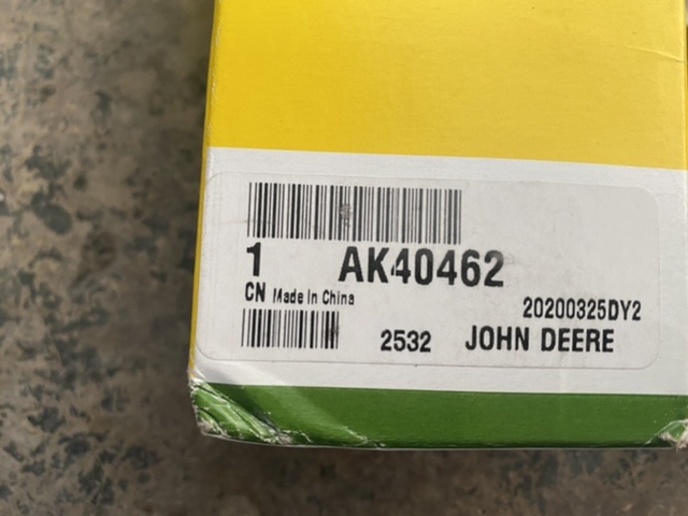 1 AK40462
CN Made In China
20200325DY2
2532 JOHN DEERE